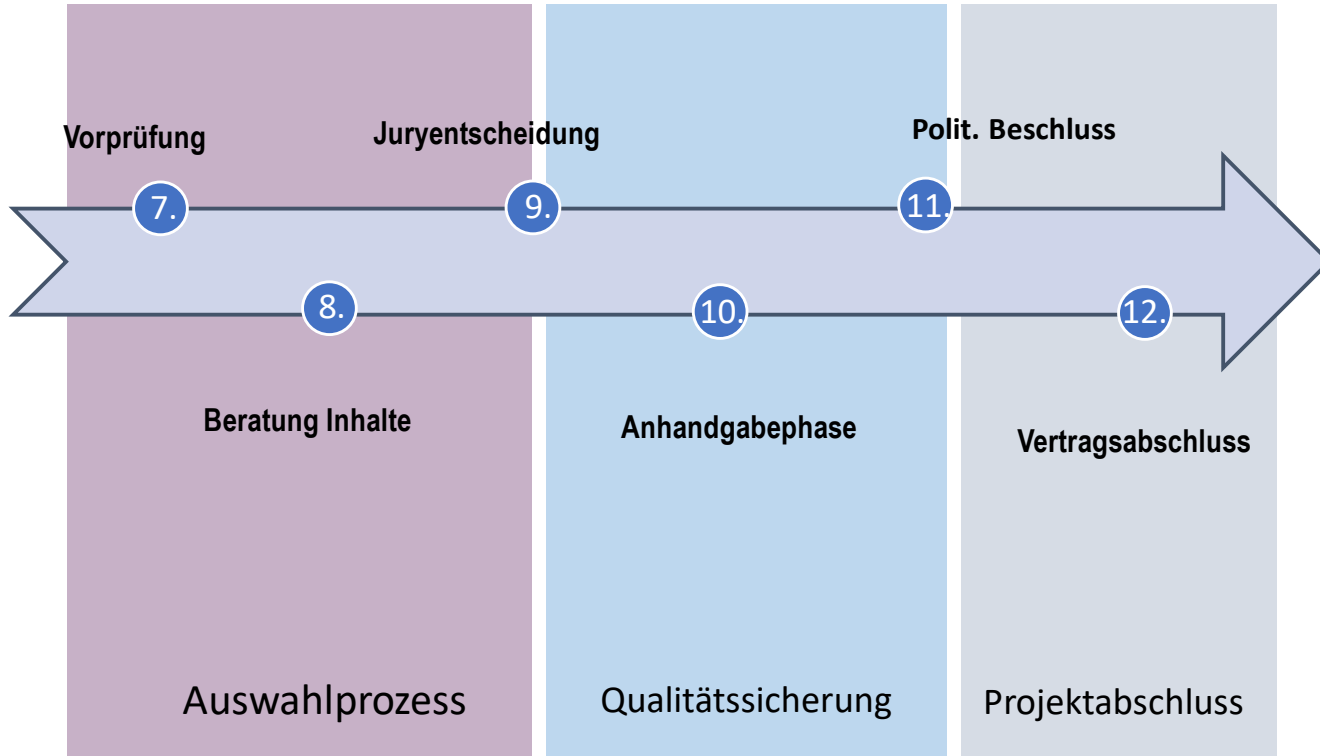 Vorprüfung
Juryentscheidung
Polit. Beschluss
7.
9.
11.
8.
10.
12.
Beratung Inhalte
Anhandgabephase
Vertragsabschluss
Auswahlprozess
Qualitätssicherung
Projektabschluss